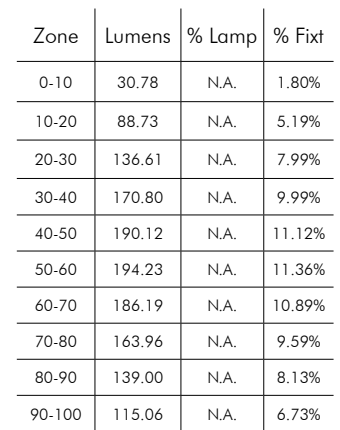 Zone Lumens % Lamp % Fixt
0-10 30.78 N.A. 1.80%
10-20 88.73 N.A. 5.19%
20-30 136.61 N.A. 7.99%
30-40 170.80 N.A. 9.99%
40-50 190.12 N.A. 11.12%
50-60 194.23 N.A. 11.36%
60-70 186.19 N.A. 10.89%
70-80 163.96 N.A. 9.59%
80-90 139.00 N.A. 8.13%
90-100 115.06 N.A. 6.73%